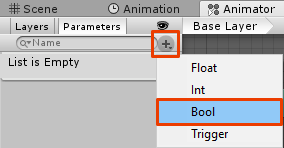 Scene Animation Animator
Layers Parameters Base Layer
Name
List is Empty
Float
Int
Bool
Trigger